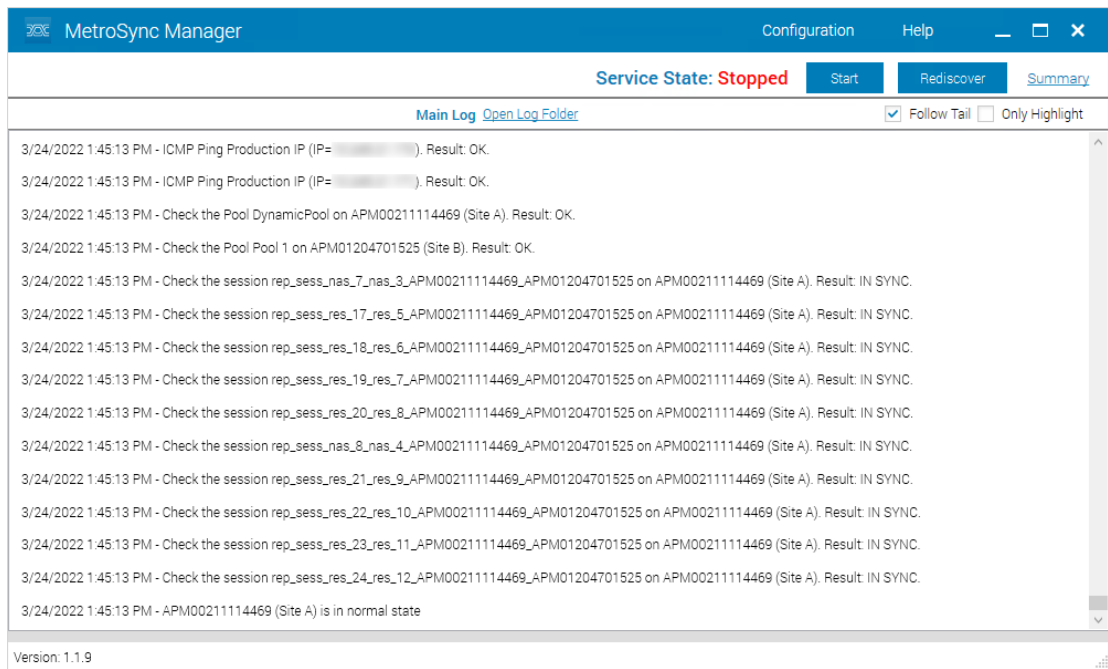 MetroSync Manager Configuration Help
Service State: Stopped Start Rediscover Summary
Main Log Open Log Folder Follow Tail Only Highlight
3/24/2022 1:45:13 PM - ICMP Ping Production IP (IP= ). Result: OK.
3/24/2022 1:45:13 PM - ICMP Ping Production IP (IP= ). Result: OK.
3/24/2022 1:45:13 PM - Check the Pool DynamicPool on APM00211114469 (Site A). Result: OK.
3/24/2022 1:45:13 PM - Check the Pool Pool 1 on APM01204701525 (Site B). Result: OK.
3/24/2022 1:45:13 PM - Check the session rep_sess_nas_7_nas_3_APM00211114469_APM01204701525 on APM00211114469 (Site A). Result: IN SYNC.
3/24/2022 1:45:13 PM - Check the session rep_sess_res_17_res_5_APM00211114469_APM01204701525 on APM00211114469 (Site A). Result: IN SYNC.
3/24/2022 1:45:13 PM - Check the session rep_sess_res_18_res_6_APM00211114469_APM01204701525 on APM00211114469 (Site A). Result: IN SYNC.
3/24/2022 1:45:13 PM - Check the session rep_sess_res_19_res_7_APM00211114469_APM01204701525 on APM00211114469 (Site A). Result: IN SYNC.
3/24/2022 1:45:13 PM - Check the session rep_sess_res_20_res_8_APM00211114469_APM01204701525 on APM00211114469 (Site A). Result: IN SYNC.
3/24/2022 1:45:13 PM - Check the session rep_sess_nas_8_nas_4_APM00211114469_APM01204701525 on APM00211114469 (Site A). Result: IN SYNC.
3/24/2022 1:45:13 PM - Check the session rep_sess_res_21_res_9_APM00211114469_APM01204701525 on APM00211114469 (Site A). Result: IN SYNC.
3/24/2022 1:45:13 PM - Check the session rep_sess_res_22_res_10_APM00211114469_APM01204701525 on APM00211114469 (Site A). Result: IN SYNC.
3/24/2022 1:45:13 PM - Check the session rep_sess_res_23_res_11_APM00211114469_APM01204701525 on APM00211114469 (Site A). Result: IN SYNC.
3/24/2022 1:45:13 PM - Check the session rep_sess_res_24_res_12_APM00211114469_APM01204701525 on APM00211114469 (Site A). Result: IN SYNC.
3/24/2022 1:45:13 PM - APM00211114469 (Site A) is in normal state
Version: 1.1.9